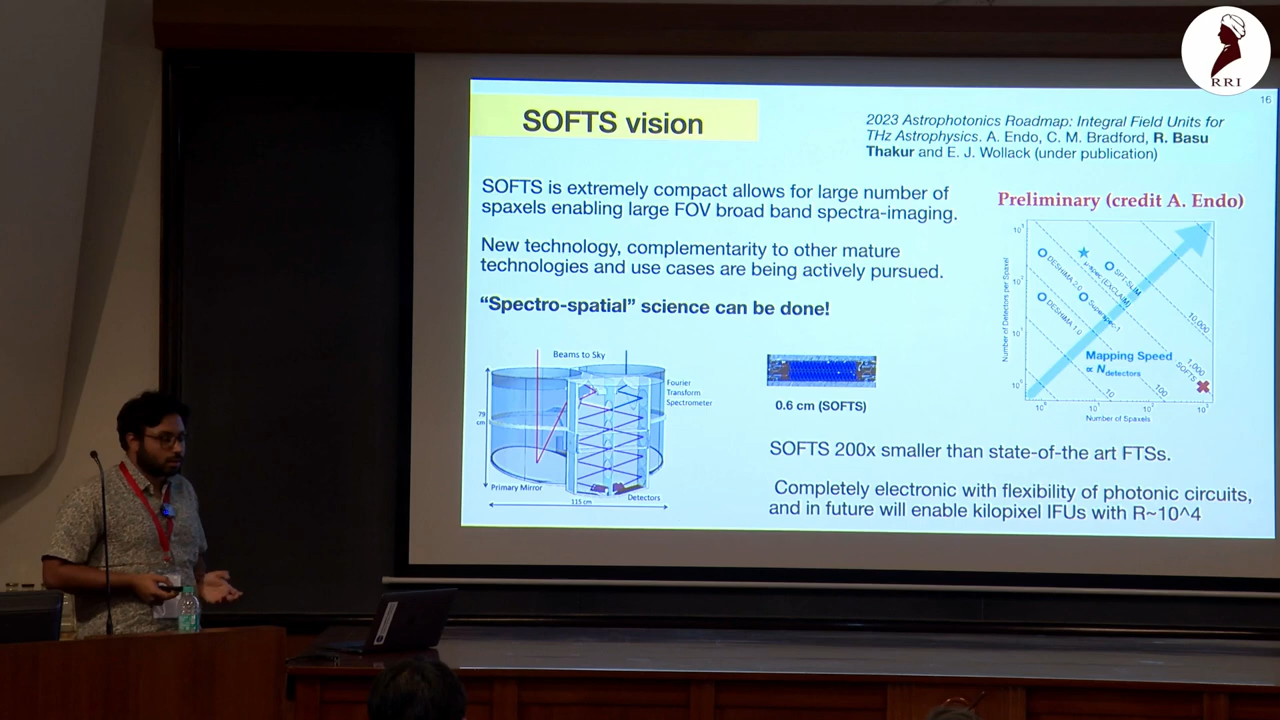 RRI
16
SOFTS vision
2023 Astrophotonics Roadmap: Integral Field Units for
THz Astrophysics. A. Endo, C. M. Bradford, R. Basu
Thakur and E. J. Wollack (under publication)
SOFTS is extremely compact allows for large number of
spaxels enabling large FOV broad band spectra-imaging.
New technology, complementarity to other mature
technologies and use cases are being actively pursued.
“Spectro-spatial” science can be done!
Preliminary (credit A. Endo)
Number of Detectors per Spaxel
DESHIMA 2.0
μ-spec (EXCLAIM)
SPT-SLIM
DESHIMA 1.0
Superspec-1
10,000
1,000
SOFTS
100
10
Mapping Speed
∝ Ndetectors
Number of Spaxels
Beams to Sky
Fourier
Transform
Spectrometer
79
cm
Primary Mirror
Detectors
115 cm
0.6 cm (SOFTS)
SOFTS 200x smaller than state-of-the art FTSs.
Completely electronic with flexibility of photonic circuits,
and in future will enable kilopixel IFUs with R~10^4